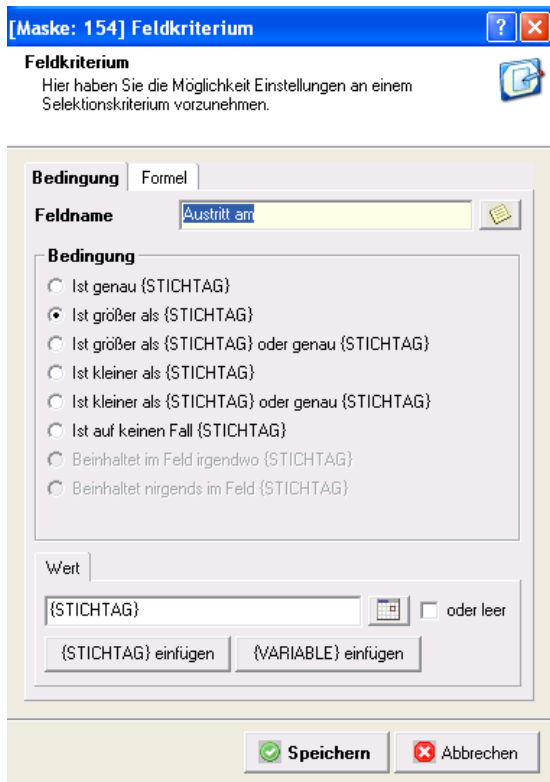 [Maske: 154] Feldkriterium
Feldkriterium
Hier haben Sie die Möglichkeit Einstellungen an einem
Selektionskriterium vorzunehmen.
Bedingung Formel
Feldname Austritt am
Bedingung
Ist genau {STICHTAG}
Ist größer als {STICHTAG}
Ist größer als {STICHTAG} oder genau {STICHTAG}
Ist kleiner als {STICHTAG}
Ist kleiner als {STICHTAG} oder genau {STICHTAG}
Ist auf keinen Fall {STICHTAG}
Beinhaltet im Feld irgendwo {STICHTAG}
Beinhaltet nirgends im Feld {STICHTAG}
Wert
{STICHTAG} oder leer
{STICHTAG} einfügen {VARIABLE} einfügen
Speichern Abbrechen